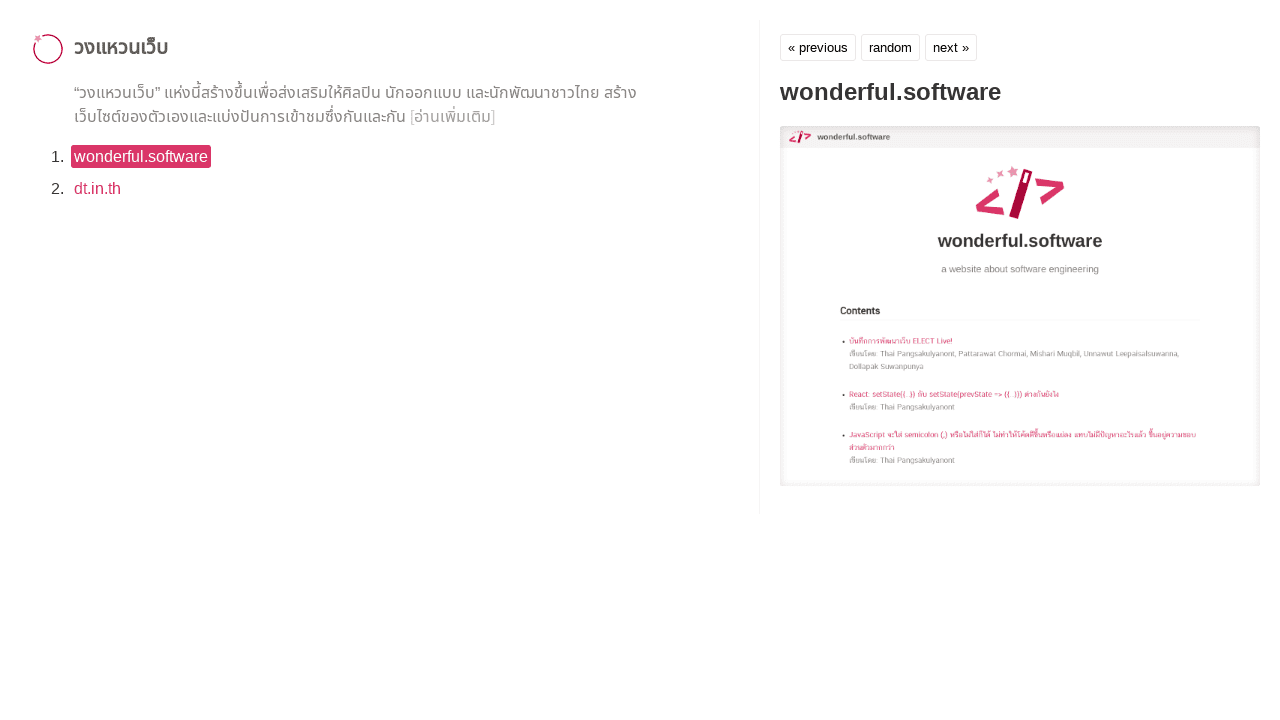 วงแหวนเว็บ
“วงแหวนเว็บ” แห่งนี้สร้างขึ้นเพื่อส่งเสริมให้ศิลปิน นักออกแบบ และนักพัฒนาชาวไทย สร้าง
เว็บไซต์ของตัวเองและแบ่งปันการเข้าชมซึ่งกันและกัน [อ่านเพิ่มเติม]
1. wonderful.software
2. dt.in.th
« previous
random
next »
wonderful.software
wonderful.software
wonderful.software
a website about software engineering
Contents
• บันทึกการพัฒนาเว็บ ELECT Live!
เขียนโดย: Thai Pangsakulyanont, Pattarawat Chormai, Mishari Muqbil, Unnawut Leepaisalsuwanna,
Dollapak Suwanpunya
• React: setState({ .. }) กับ setState(prevState => ({ .. })) ต่างกันยังไง
เขียนโดย: Thai Pangsakulyanont
• JavaScript จะใส่ semicolon (;) หรือไม่ใส่ก็ได้ ไม่ทำให้โค้ดดีขึ้นหรือแย่ลง แทบไม่มีปัญหาอะไรแล้ว ขึ้นอยู่ความชอบ
ส่วนตัวมากกว่า
เขียนโดย: Thai Pangsakulyanont